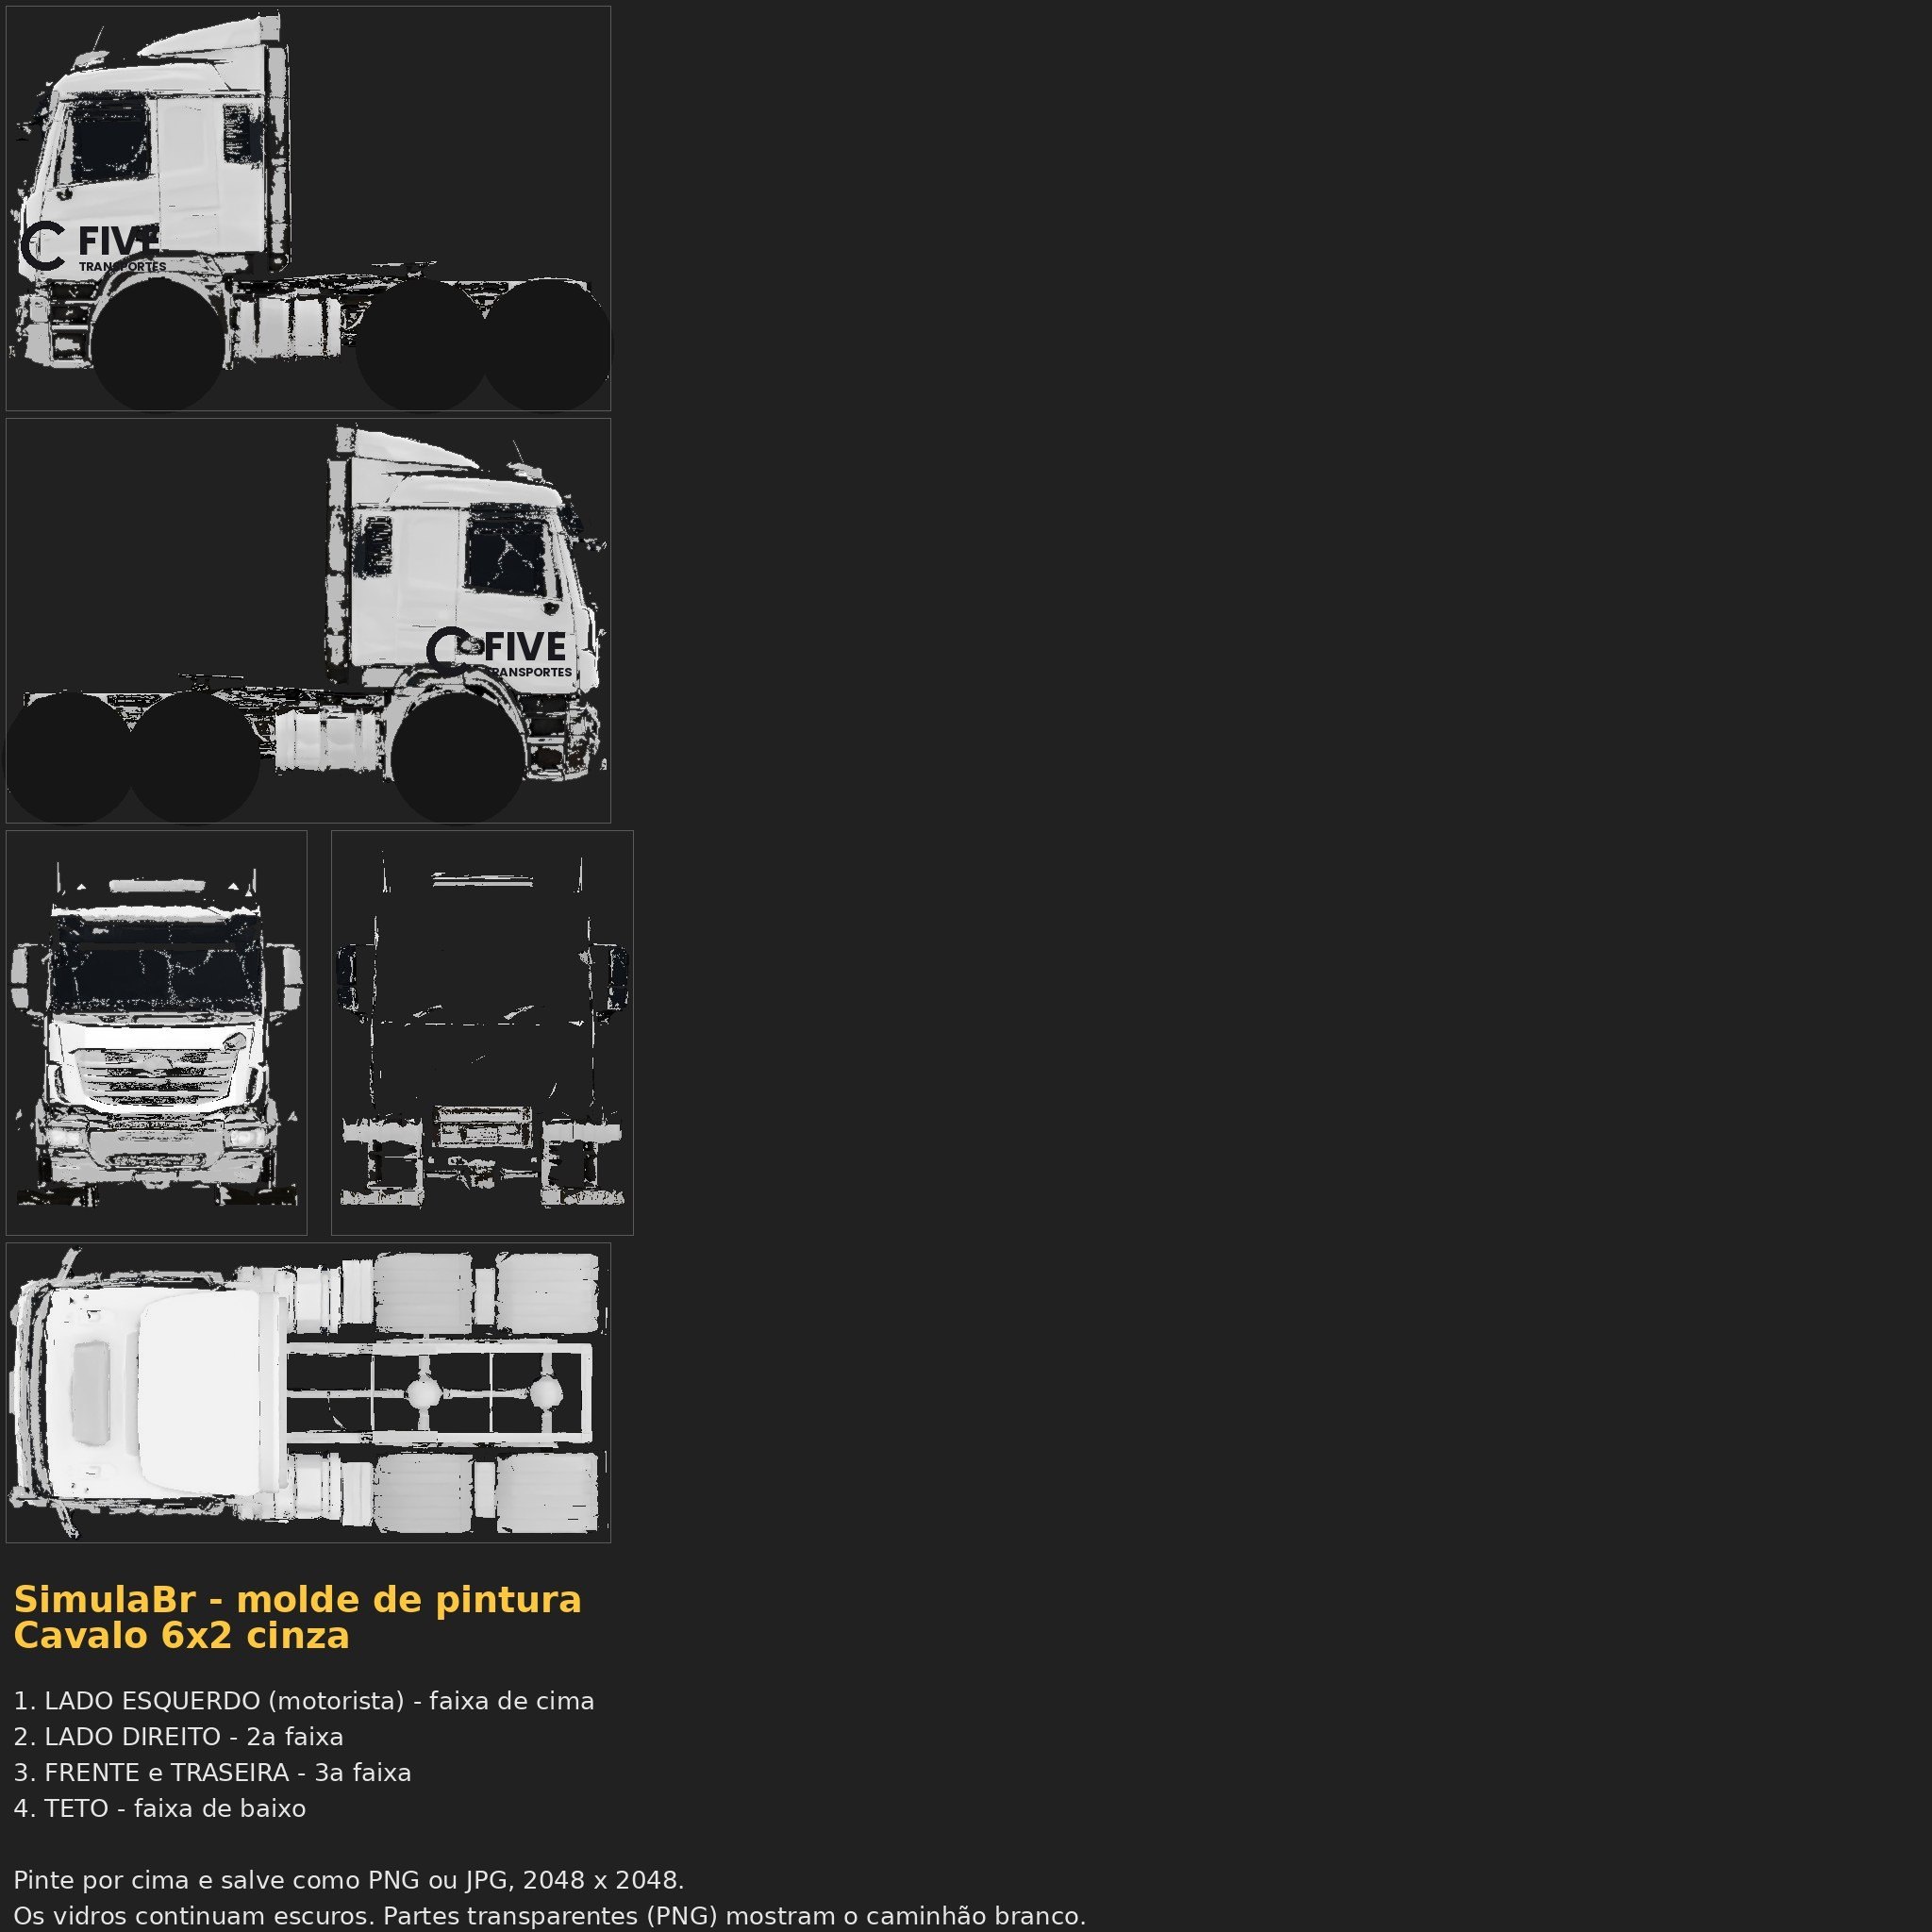 FIVE
TRANSPORTES
FIVE
TRANSPORTES
SimulaBr - molde de pintura
Cavalo 6x2 cinza
1. LADO ESQUERDO (motorista) - faixa de cima
2. LADO DIREITO - 2a faixa
3. FRENTE e TRASEIRA - 3a faixa
4. TETO - faixa de baixo
Pinte por cima e salve como PNG ou JPG, 2048 x 2048.
Os vidros continuam escuros. Partes transparentes (PNG) mostram o caminhão branco.